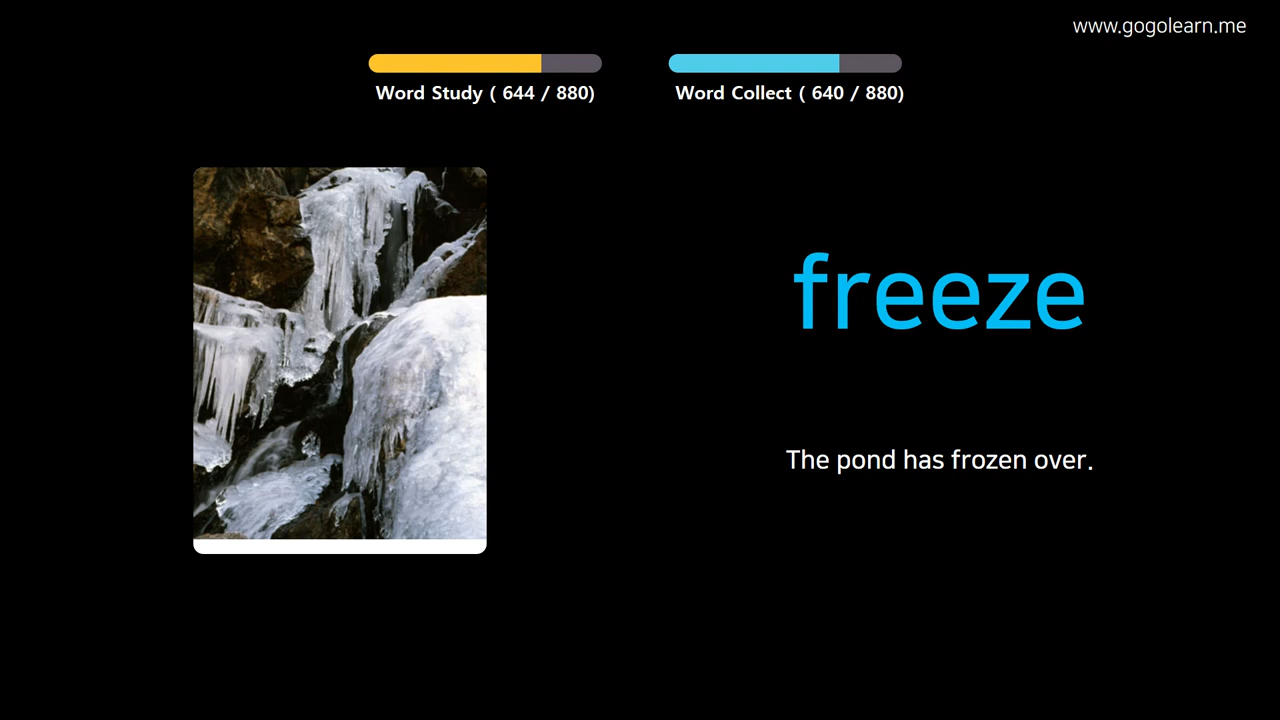 www.gogolearn.me
Word Study ( 644 / 880)
Word Collect ( 640 / 880)
freeze
The pond has frozen over.